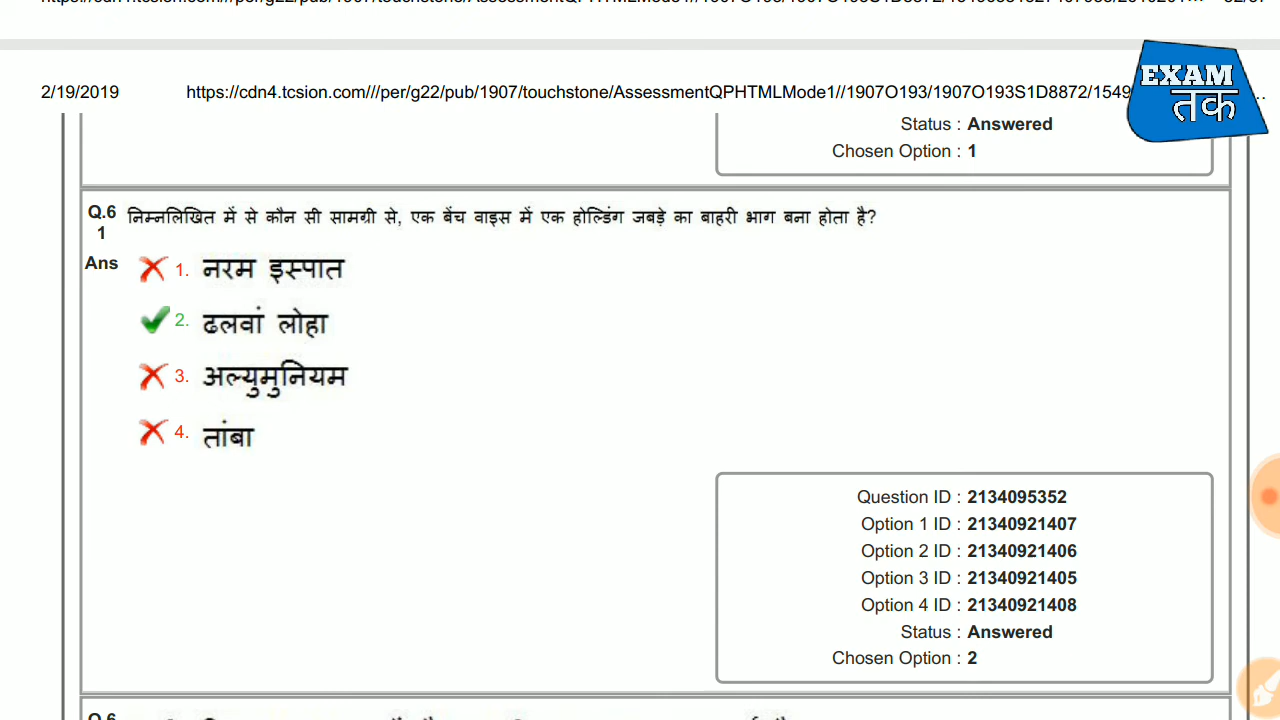 2/19/2019 https://cdn4.tcsion.com///per/g22/pub/1907/touchstone/AssessmentQPHTMLMode1//1907O193/1907O193S1D8872/1549
EXAM
तक
Status : Answered
Chosen Option : 1
Q.6 निम्नलिखित में से कौन सी सामग्री से, एक बेंच वाइस में एक होल्डिंग जबड़े का बाहरी भाग बना होता है?
1
Ans
1. नरम इस्पात
2. ढलवां लोहा
3. अल्युमुनियम
4. तांबा
Question ID : 2134095352
Option 1 ID : 21340921407
Option 2 ID : 21340921406
Option 3 ID : 21340921405
Option 4 ID : 21340921408
Status : Answered
Chosen Option : 2